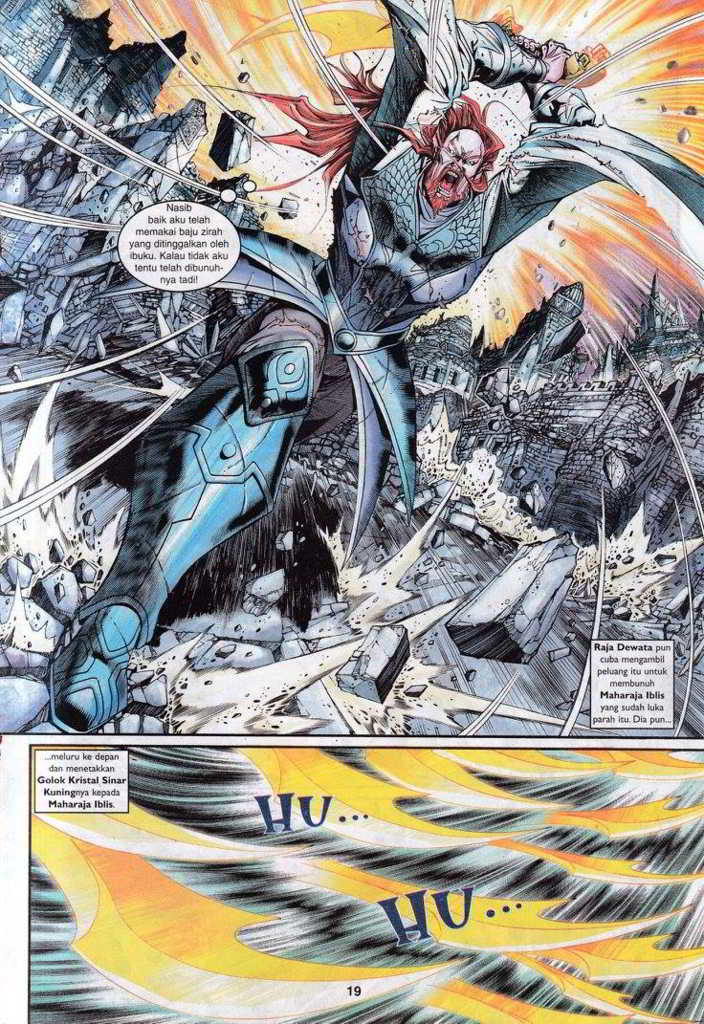 Nasib
baik aku telah
memakai baju zirah
yang ditinggalkan oleh
ibuku. Kalau tidak aku
tentu telah dibunuh-
nya tadi!
Raja Dewata pun
cuba mengambil
peluang itu untuk
membunuh
Maharaja Iblis
yang sudah luka
parah itu. Dia pun...
...meluru ke depan
dan menetakkan
Golok Kristal Sinar
Kuningnya kepada
Maharaja Iblis.
HU...
HU...
19